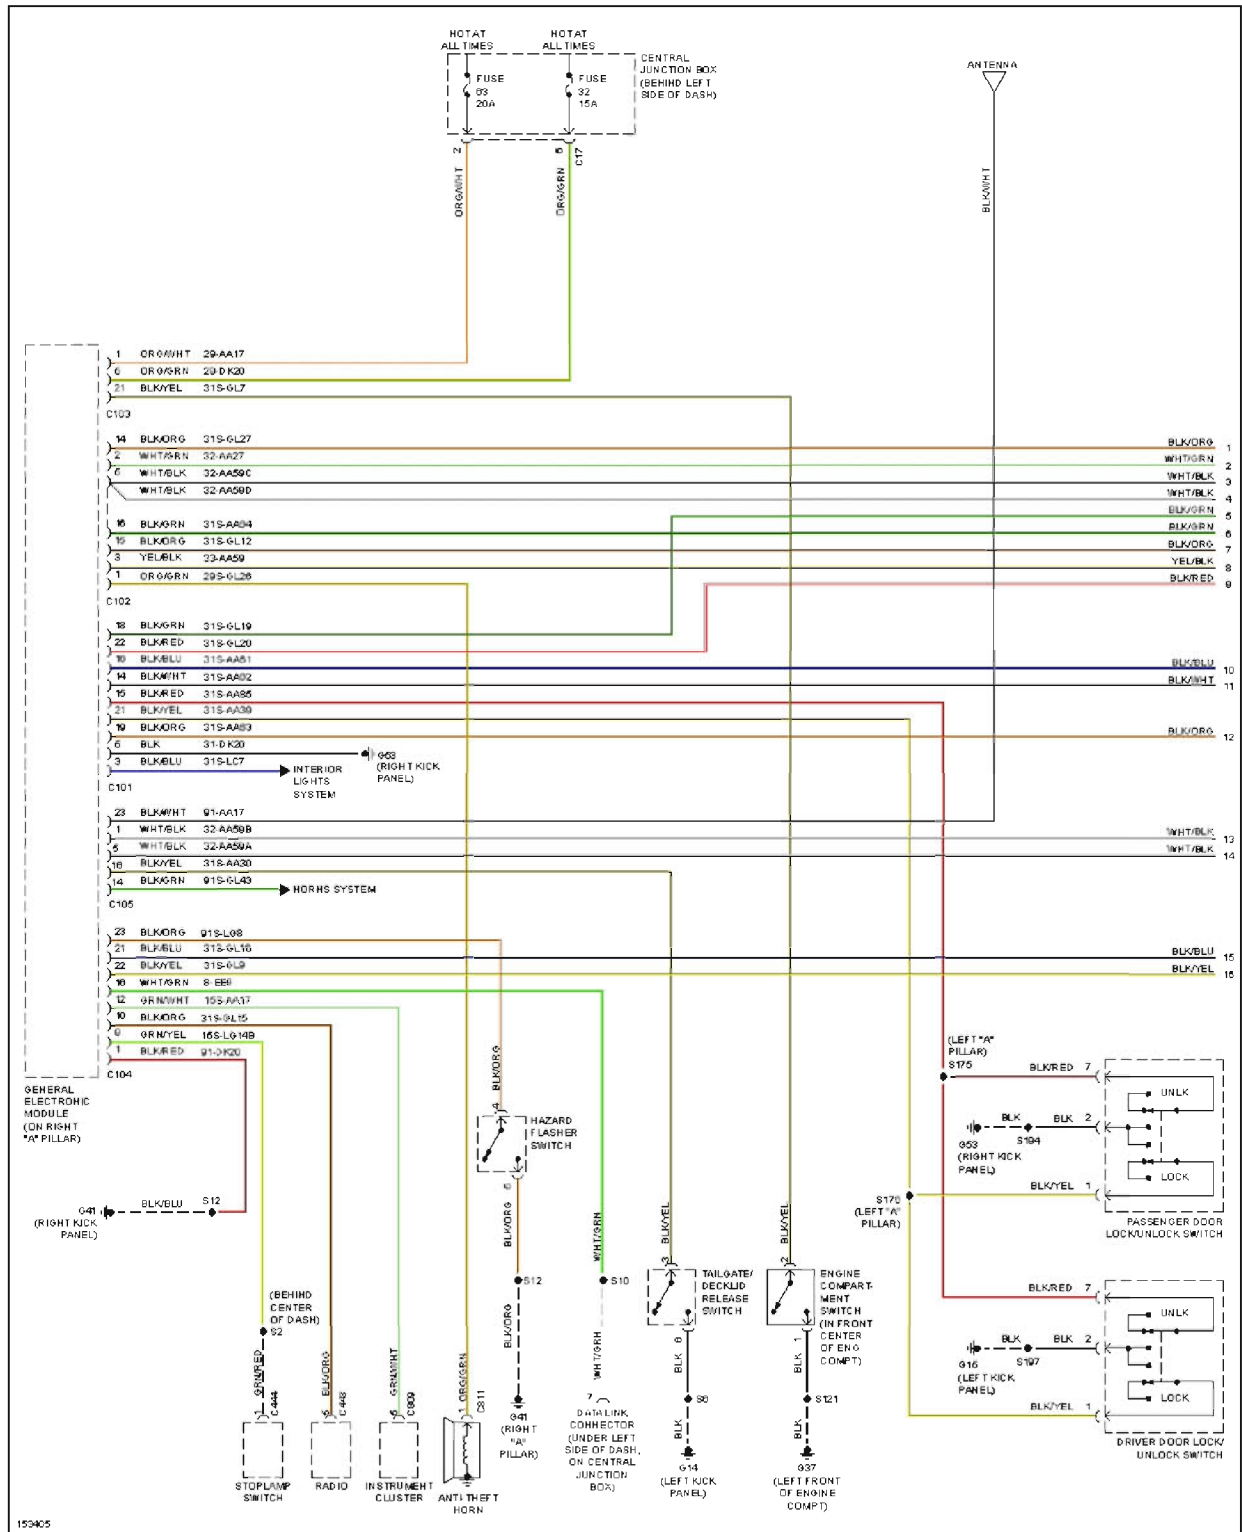 HOT AT
ALL TIMES
HOT AT
ALL TIMES
CENTRAL
JUNCTION BOX
(BEHIND LEFT
SIDE OF DASH)
FUSE
63
20A
FUSE
32
15A
ANTENNA
2
6
C17
ORG/WHT
ORG/GRN
BLK/WHT
1 ORG/WHT 29-AA17
6 ORG/GRN 29-DK20
21 BLK/YEL 31S-GL7
C103
14 BLK/ORG 31S-GL27
BLK/ORG 1
2 WHT/GRN 32-AA27
WHT/GRN 2
6 WHT/BLK 32-AA59C
WHT/BLK 3
WHT/BLK 32-AA59D
WHT/BLK 4
BLK/GRN 5
16 BLK/GRN 31S-AA94
BLK/GRN 6
15 BLK/ORG 31S-GL12
BLK/ORG 7
3 YEL/BLK 33-AA59
YEL/BLK 8
1 ORG/GRN 29S-GL26
BLK/RED 9
C102
18 BLK/GRN 31S-GL19
22 BLK/RED 31S-GL20
16 BLK/BLU 31S-AA51
BLK/BLU 10
14 BLK/WHT 31S-AA92
BLK/WHT 11
15 BLK/RED 31S-AA85
21 BLK/YEL 31S-AA39
19 BLK/ORG 31S-AA83
BLK/ORG 12
6 BLK 31-DK20
G53
(RIGHT KICK
PANEL)
3 BLK/BLU 31S-LC7
INTERIOR
LIGHTS
SYSTEM
C101
23 BLK/WHT 91-AA17
1 WHT/BLK 32-AA59B
WHT/BLK 13
5 WHT/BLK 32-AA59A
WHT/BLK 14
16 BLK/YEL 31S-AA30
14 BLK/GRN 91S-GL43
HORNS SYSTEM
C105
23 BLK/ORG 91S-LG8
21 BLK/BLU 31S-GL16
BLK/BLU 15
22 BLK/YEL 31S-GL9
BLK/YEL 16
16 WHT/GRN 8-EE9
12 GRN/WHT 15S-AA17
10 BLK/ORG 31S-GL15
9 GRN/YEL 15S-LG14B
1 BLK/RED 91-DK20
C104
GENERAL
ELECTRONIC
MODULE
(ON RIGHT
"A" PILLAR)
BLK/ORG
4
HAZARD
FLASHER
SWITCH
6
BLK/ORG
S12
BLK/ORG
G41
(RIGHT
"A"
PILLAR)
(LEFT "A"
PILLAR)
S175
BLK/RED 7
UNLK
BLK
BLK 2
G53
(RIGHT KICK
PANEL)
S194
LOCK
BLK/YEL 1
S176
(LEFT "A"
PILLAR)
PASSENGER DOOR
LOCK/UNLOCK SWITCH
G41
(RIGHT KICK
PANEL)
BLK/BLU
S12
WHT/GRN
S10
WHT/GRN
7
DATA LINK
CONNECTOR
(UNDER LEFT
SIDE OF DASH,
ON CENTRAL
JUNCTION
BOX)
BLK/YEL
3
TAILGATE/
DECKLID
RELEASE
SWITCH
6
BLK
S6
BLK
G14
(LEFT KICK
PANEL)
BLK/YEL
2
ENGINE
COMPART-
MENT
SWITCH
(IN FRONT
CENTER
OF ENG
COMPT)
1
BLK
S121
BLK
G37
(LEFT FRONT
OF ENGINE
COMPT)
BLK/RED 7
UNLK
BLK
BLK 2
G16
(LEFT KICK
PANEL)
S197
LOCK
BLK/YEL 1
DRIVER DOOR LOCK/
UNLOCK SWITCH
(BEHIND
CENTER
OF DASH)
S2
GRN/RED
1
C444
STOPLAMP
SWITCH
BLK/ORG
5
C448
RADIO
GRN/WHT
5
C809
INSTRUMENT
CLUSTER
ORG/GRN
1
C811
ANTI-THEFT
HORN
153405